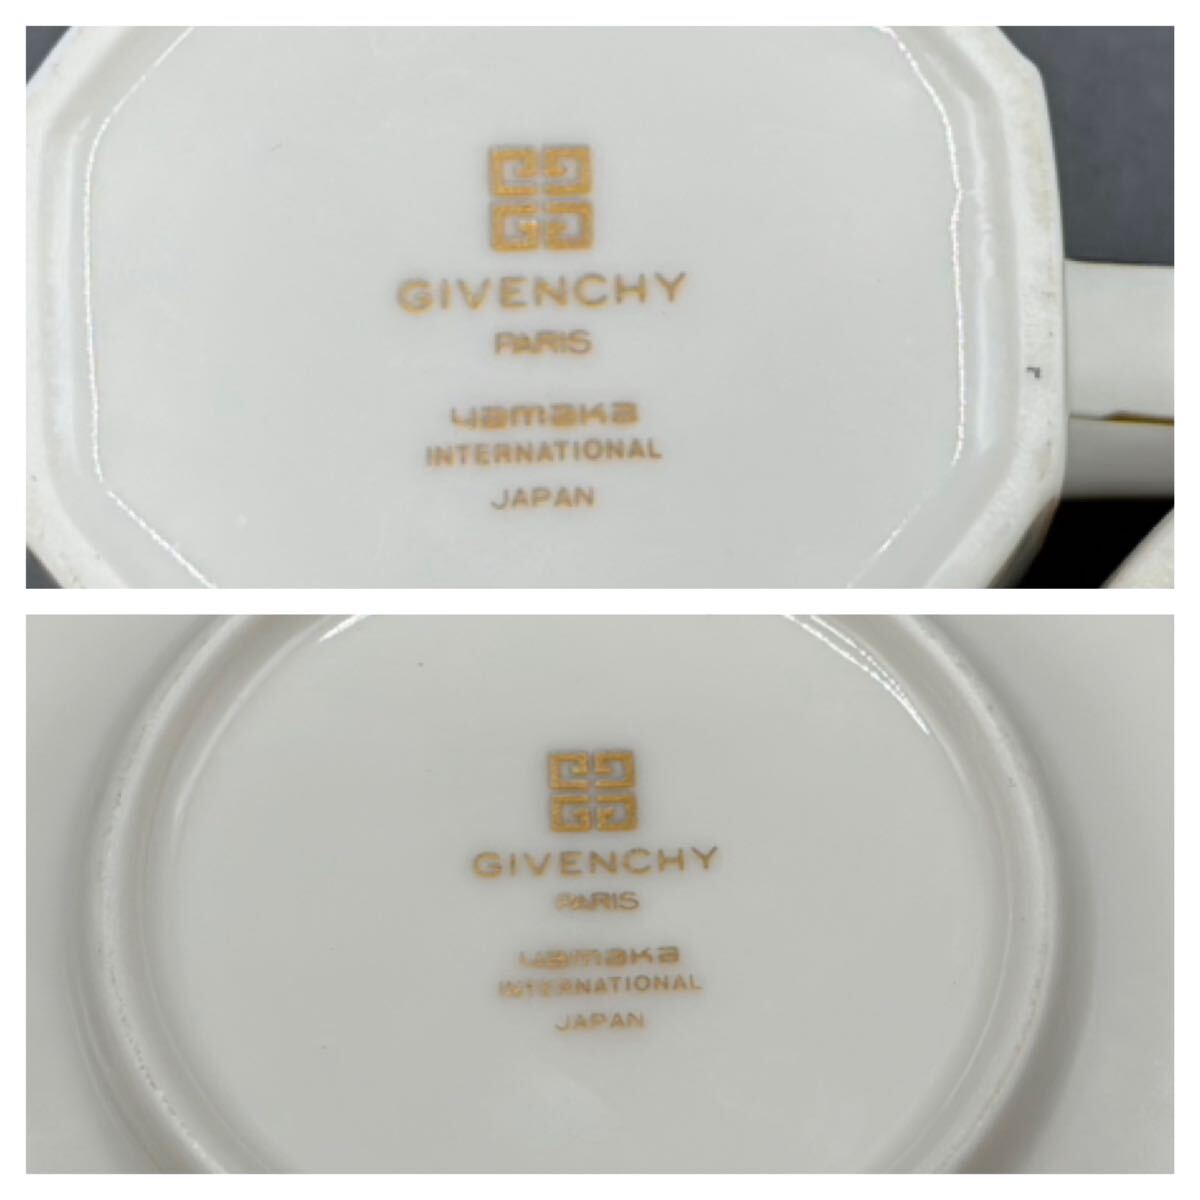 GIVENCHY
PARIS
yamaka
INTERNATIONAL
JAPAN
GIVENCHY
PARIS
yamaka
INTERNATIONAL
JAPAN